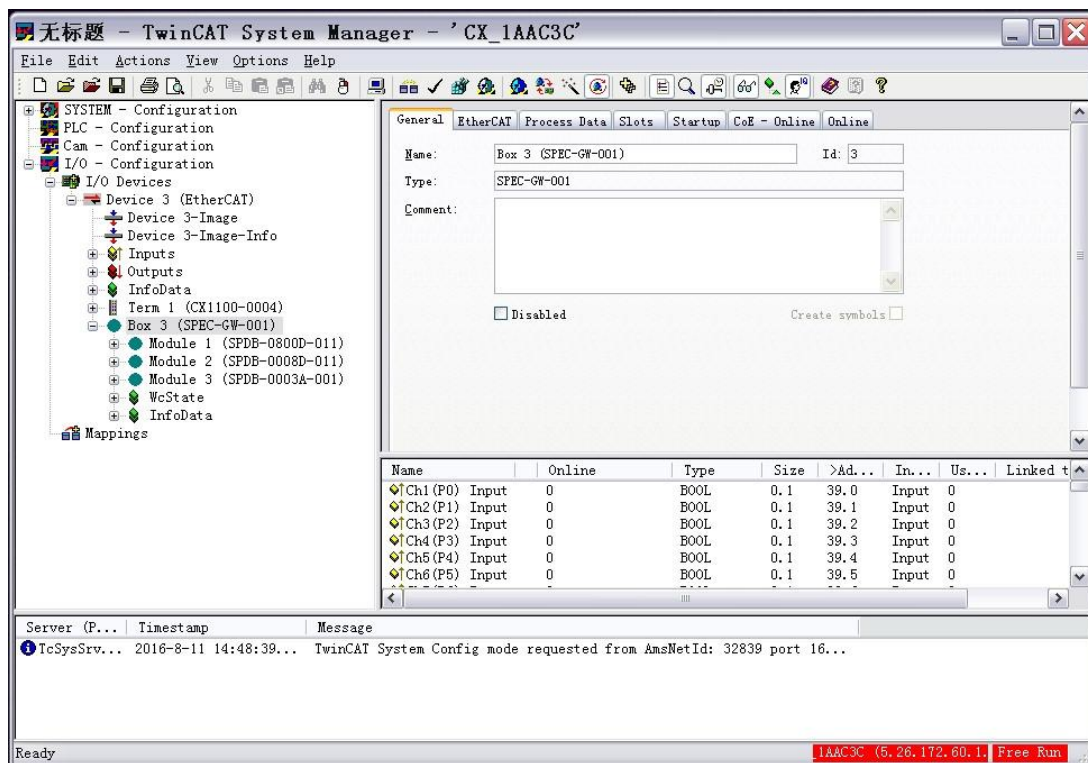 无标题 - TwinCAT System Manager - 'CX_1AAC3C'
File Edit Actions View Options Help
SYSTEM - Configuration
PLC - Configuration
Cam - Configuration
I/O - Configuration
I/O Devices
Device 3 (EtherCAT)
Device 3-Image
Device 3-Image-Info
Inputs
Outputs
InfoData
Term 1 (CX1100-0004)
Box 3 (SPEC-GW-001)
Module 1 (SPDB-0800D-011)
Module 2 (SPDB-0008D-011)
Module 3 (SPDB-0003A-001)
WcState
InfoData
Mappings
General EtherCAT Process Data Slots Startup CoE - Online Online
Name: Box 3 (SPEC-GW-001) Id: 3
Type: SPEC-GW-001
Comment:
Disabled Create symbols
Name Online Type Size >Ad... In... Us... Linked t
Ch1(P0) Input 0 BOOL 0.1 39.0 Input 0
Ch2(P1) Input 0 BOOL 0.1 39.1 Input 0
Ch3(P2) Input 0 BOOL 0.1 39.2 Input 0
Ch4(P3) Input 0 BOOL 0.1 39.3 Input 0
Ch5(P4) Input 0 BOOL 0.1 39.4 Input 0
Ch6(P5) Input 0 BOOL 0.1 39.5 Input 0
Server (P... Timestamp Message
TcSysSrv... 2016-8-11 14:48:39... TwinCAT System Config mode requested from AmsNetId: 32839 port 16...
Ready 1AAC3C (5.26.172.60.1. Free Run